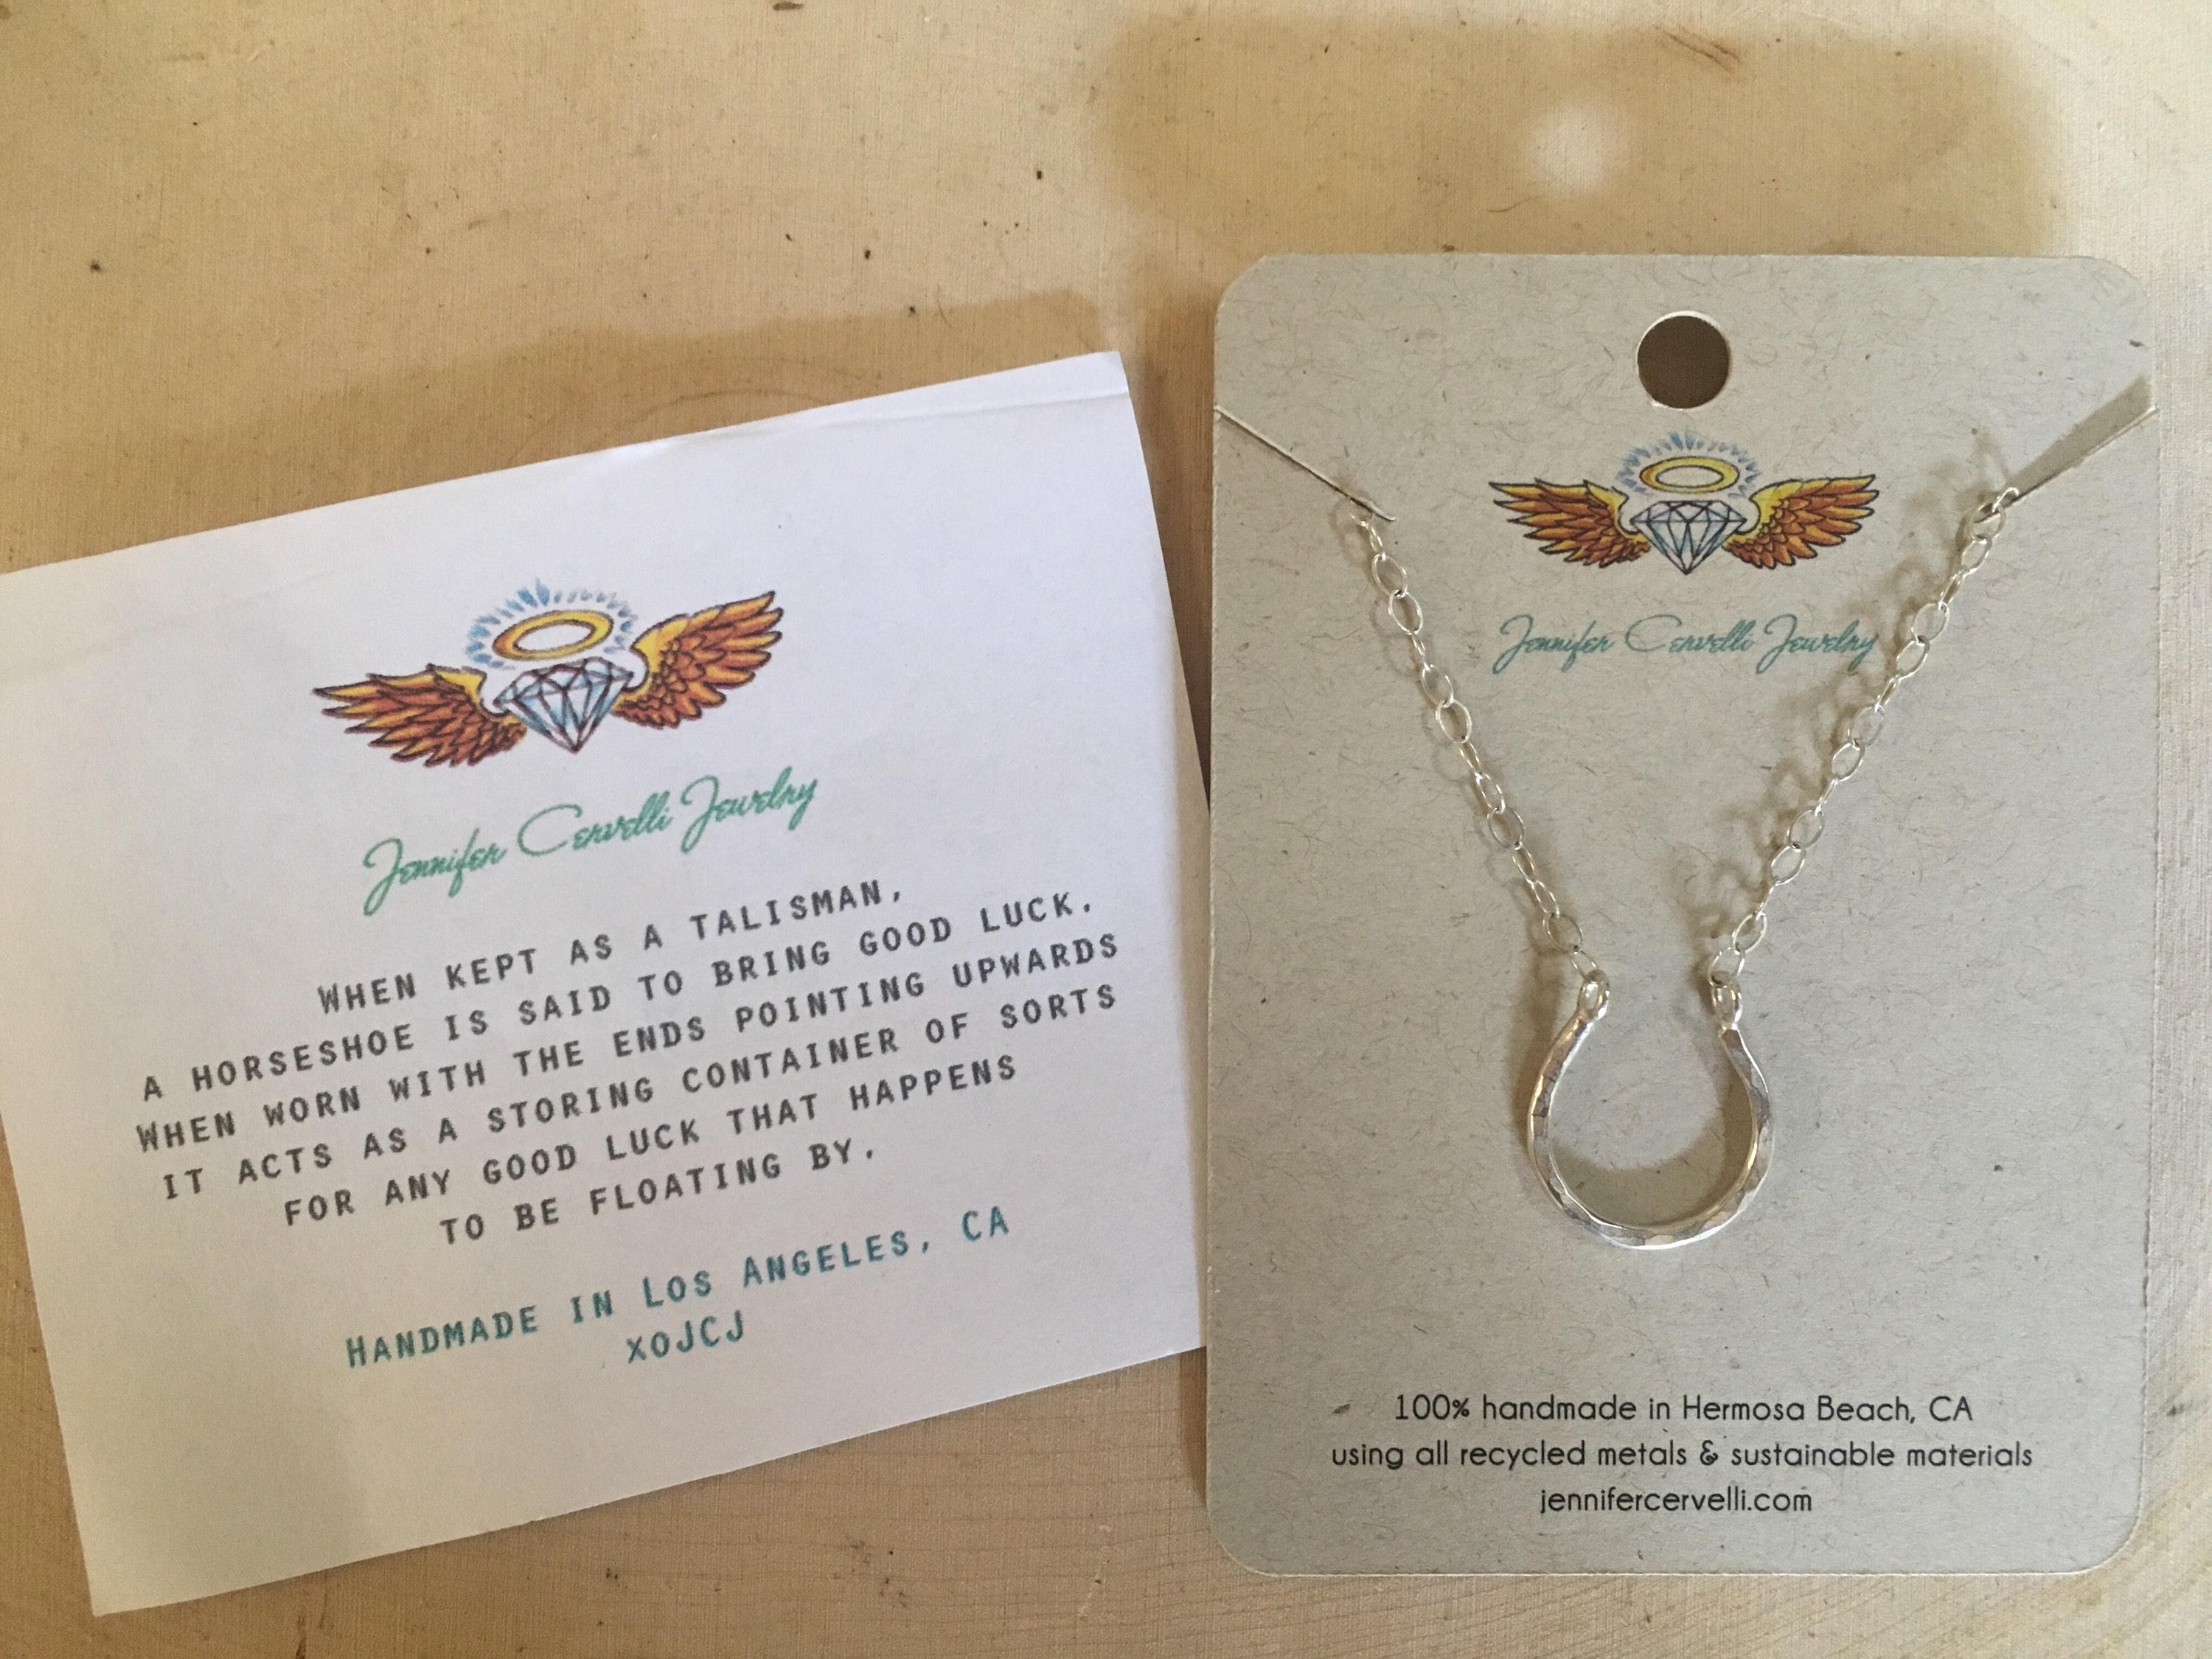 Jennifer Cervelli Jewelry
WHEN KEPT AS A TALISMAN,
A HORSESHOE IS SAID TO BRING GOOD LUCK.
WHEN WORN WITH THE ENDS POINTING UPWARDS
IT ACTS AS A STORING CONTAINER OF SORTS
FOR ANY GOOD LUCK THAT HAPPENS
TO BE FLOATING BY.
HANDMADE IN LOS ANGELES, CA
XOJCJ
Jennifer Cervelli Jewelry
100% handmade in Hermosa Beach, CA
using all recycled metals & sustainable materials
jennifercervelli.com